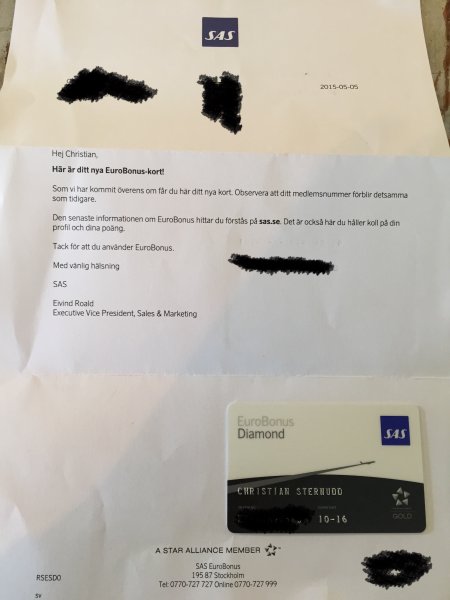 SAS
2015-05-05
Hej Christian,
Här är ditt nya EuroBonus-kort!
Som vi har kommit överens om får du här ditt nya kort. Observera att ditt medlemsnummer förblir detsamma
som tidigare.
Den senaste informationen om EuroBonus hittar du förstås på sas.se. Det är också här du håller koll på din
profil och dina poäng.
Tack för att du använder EuroBonus.
Med vänlig hälsning
SAS
Eivind Roald
Executive Vice President, Sales & Marketing
EuroBonus
Diamond
SAS
CHRISTIAN STERNUDD
10-16
GOLD
A STAR ALLIANCE MEMBER
SAS EuroBonus
195 87 Stockholm
Tel: 0770-727 727 Online 0770-727 999
RSESD0
sv